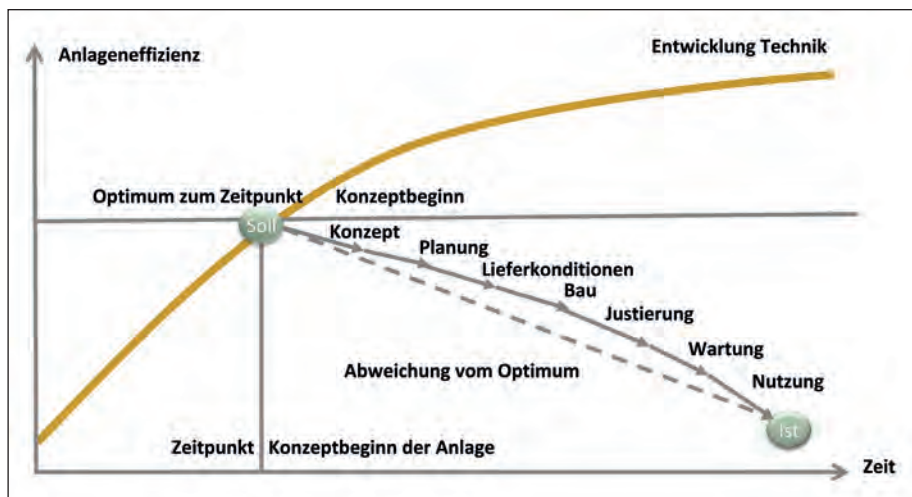 Entwicklung Technik
Anlageneffizienz
Optimum zum Zeitpunkt Konzeptbeginn
Soll
Konzept
Planung
Lieferkonditionen
Bau
Justierung
Wartung
Abweichung vom Optimum
Nutzung
Ist
Zeitpunkt Konzeptbeginn der Anlage
Zeit